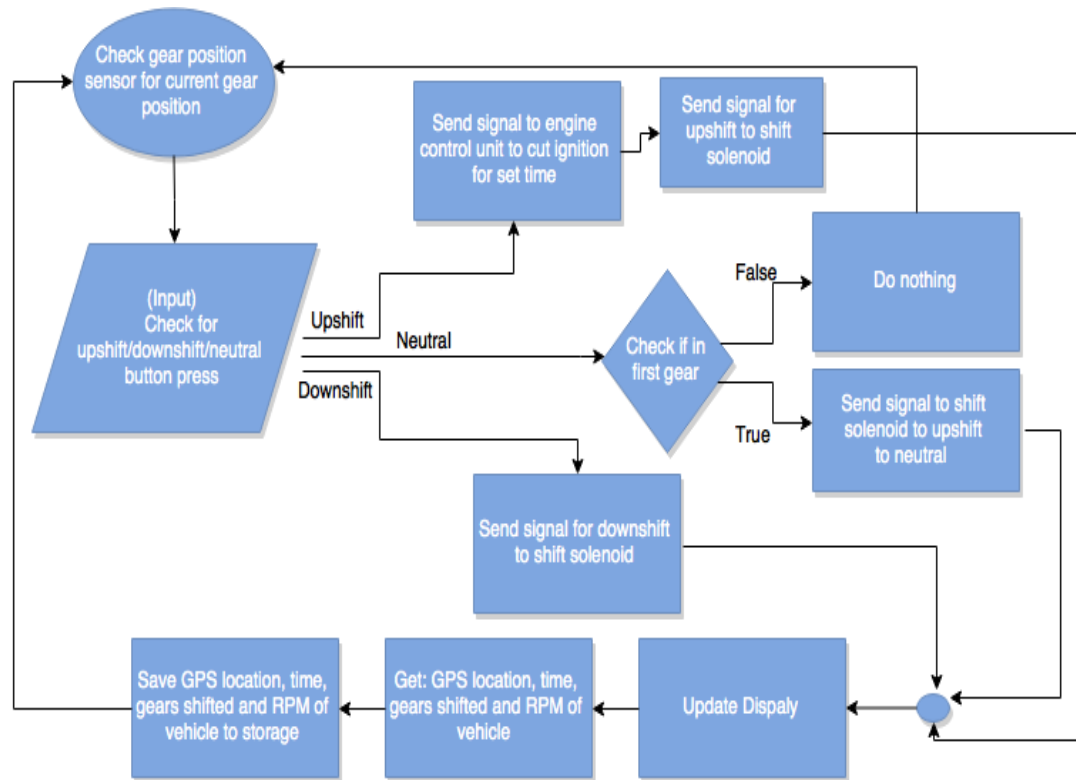 Check gear position
sensor for current gear
position
Send signal to engine
control unit to cut ignition
for set time
Send signal for
upshift to shift
solenoid
(Input)
Check for
upshift/downshift/neutral
button press
Upshift
Neutral
Downshift
Check if in
first gear
False
True
Do nothing
Send signal to shift
solenoid to upshift
to neutral
Send signal for downshift
to shift solenoid
Save GPS location, time,
gears shifted and RPM of
vehicle to storage
Get: GPS location, time,
gears shifted and RPM of
vehicle
Update Dispaly